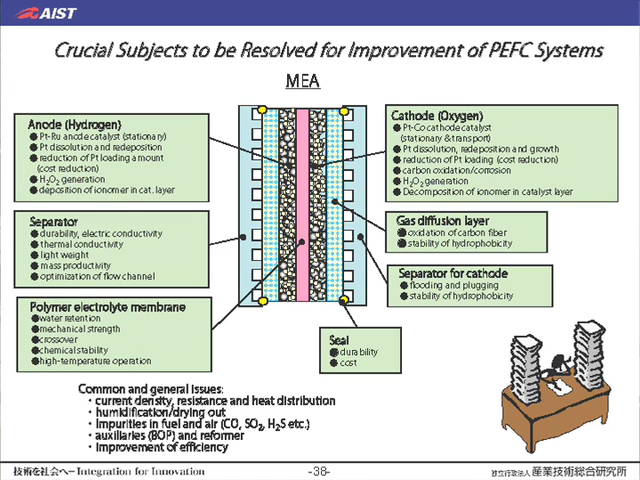 AIST
Crucial Subjects to be Resolved for Improvement of PEFC Systems
MEA
Anode (Hydrogen)
● Pt-Ru anode catalyst (stationary)
● Pt dissolution and redeposition
● reduction of Pt loading amount
(cost reduction)
● H2O2 generation
● deposition of ionomer in cat. layer
Separator
● durability, electric conductivity
● thermal conductivity
● light weight
● mass productivity
● optimization of flow channel
Polymer electrolyte membrane
●water retention
●mechanical strength
●crossover
●chemical stability
●high-temperature operation
Cathode (Oxygen)
● Pt-Co cathode catalyst
(stationary & transport)
● Pt dissolution, redeposition and growth
● reduction of Pt loading (cost reduction)
● carbon oxidation/corrosion
● H2O2 generation
● Decomposition of ionomer in catalyst layer
Gas diffusion layer
● oxidation of carbon fiber
● stability of hydrophobicity
Separator for cathode
● flooding and plugging
● stability of hydrophobicity
Seal
● durability
● cost
Common and general issues:
・current density, resistance and heat distribution
・humidification/drying out
・impurities in fuel and air (CO, SO2, H2S etc.)
・auxiliaries (BOP) and reformer
・improvement of efficiency
技術を社会へ－Integration for Innovation
-38-
独立行政法人 産業技術総合研究所